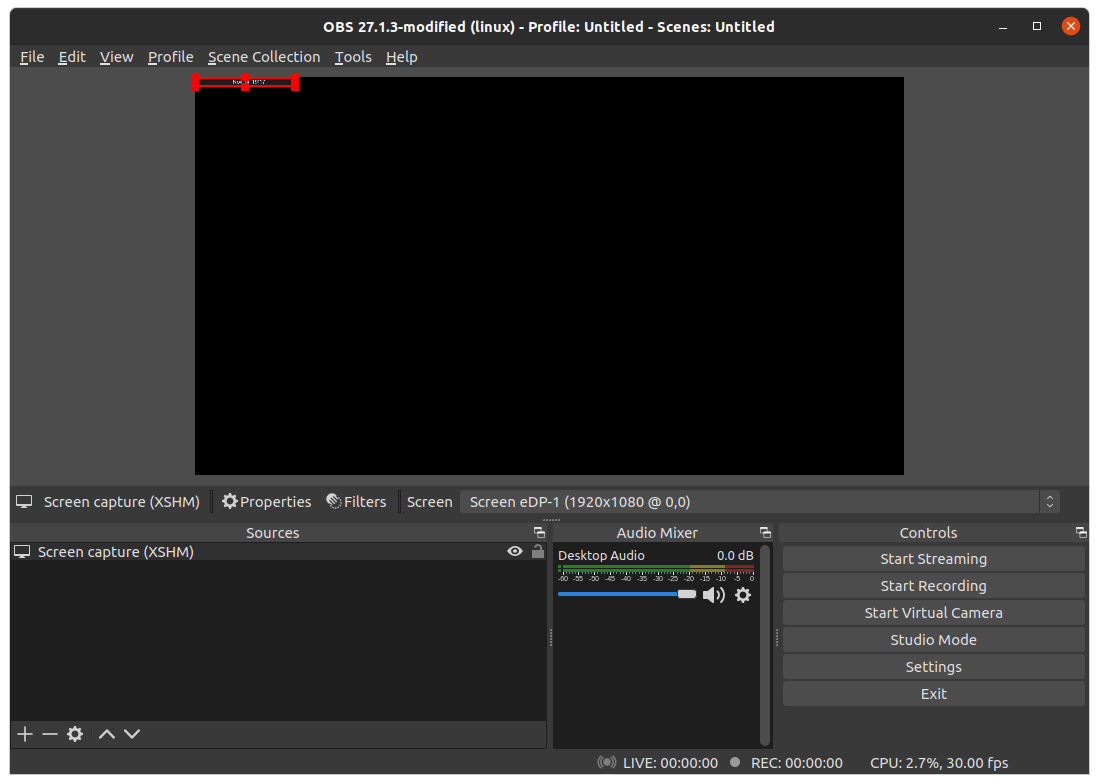 OBS 27.1.3-modified (linux) - Profile: Untitled - Scenes: Untitled
File Edit View Profile Scene Collection Tools Help
Screen capture (XSHM) Properties Filters Screen Screen eDP-1 (1920x1080 @ 0,0)
Sources Audio Mixer Controls
Screen capture (XSHM)
Desktop Audio 0.0 dB
-60 -55 -50 -45 -40 -35 -30 -25 -20 -15 -10 -5 0
Start Streaming
Start Recording
Start Virtual Camera
Studio Mode
Settings
Exit
LIVE: 00:00:00 REC: 00:00:00 CPU: 2.7%, 30.00 fps